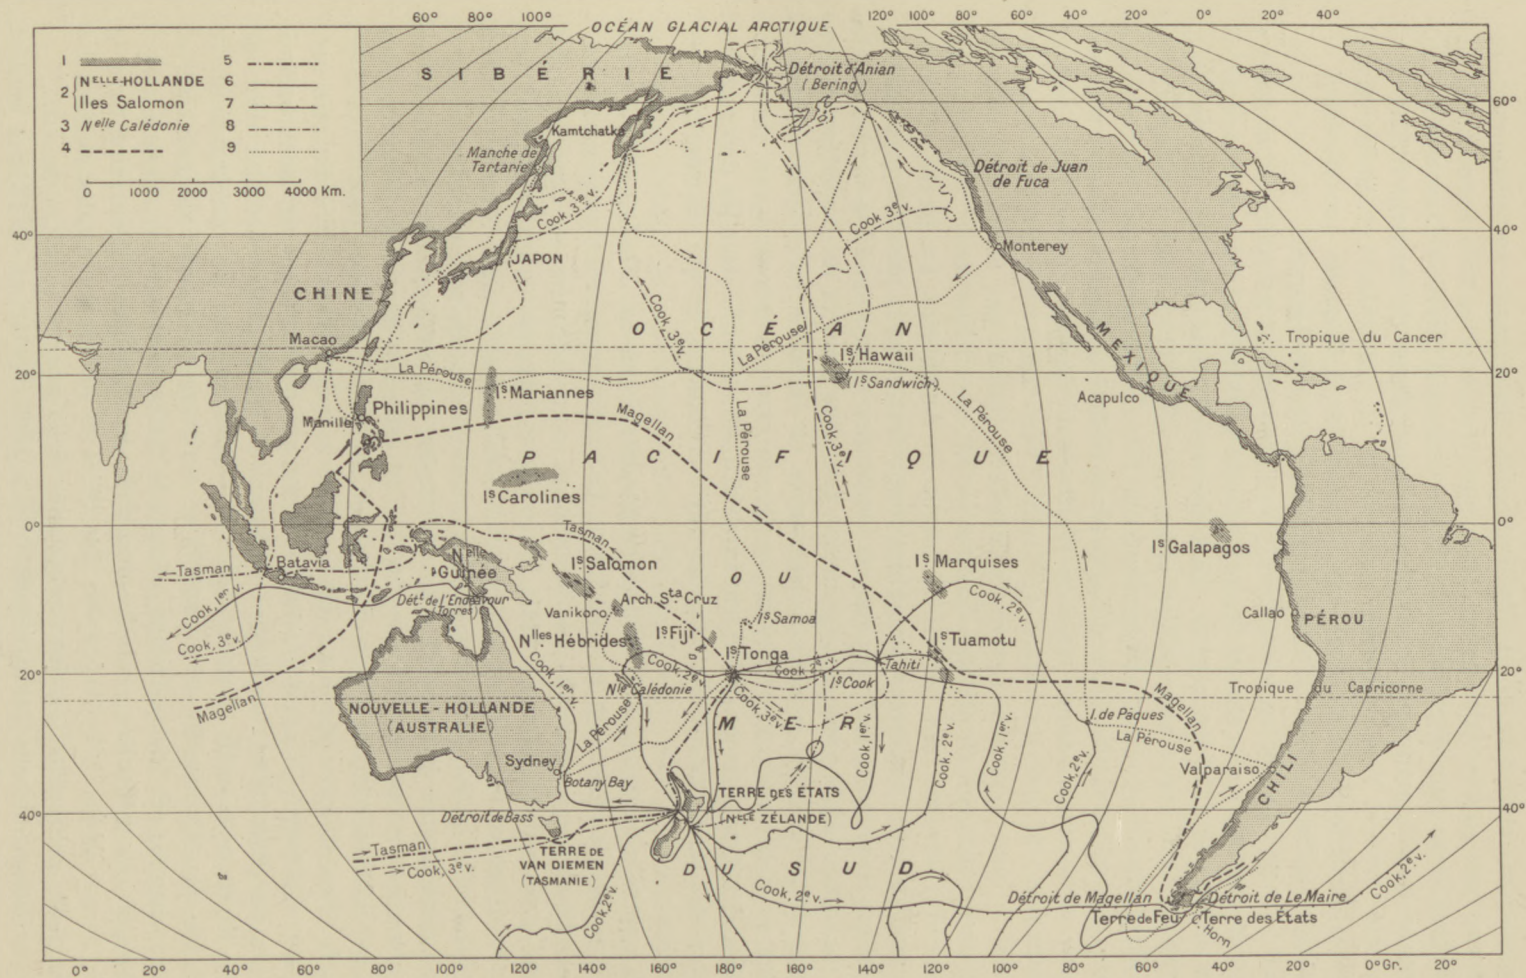 60° 80° 100° 120° 100° 80° 60° 40° 20° 0° 20° 40°
OCÉAN GLACIAL ARCTIQUE
1
2 Nelle-HOLLANDE
Iles Salomon
3 Nelle Calédonie
4
5
6
7
8
9
0 1000 2000 3000 4000 Km.
SIBÉRIE
Détroit d'Anian
(Bering)
60°
Kamtchatka
Manche de
Tartarie
Détroit de Juan
de Fuca
Cook 3e v.
Cook 3e v.
40°
40°
Monterey
JAPON
CHINE
Cook, 3e v.
OCÉAN
MEXIQUE
Macao
Tropique du Cancer
La Pérouse
Is Hawaii
(Is Sandwich)
20°
20°
La Pérouse
Is Mariannes
Acapulco
Philippines
Manille
Magellan
La Pérouse
La Pérouse
Cook, 3e v.
PACIFIQUE
Is Carolines
0°
0°
Tasman
Is Galapagos
Nelle
Guinée
Is Salomon
Is Marquises
Batavia
Tasman
OU
Cook, 1er v.
Dét. de l'Endeavour
(Torres)
Arch. Sta Cruz
Vanikoro
Cook, 2e v.
Callao
PÉROU
Is Samoa
Cook, 3e v.
Nlles Hébrides
Is Fiji
Is Tonga
Is Tuamotu
20°
20°
Cook, 1er v.
Cook, 2e v.
Cook 2e v.
Tahiti
Nlle Calédonie
Is Cook
Tropique du Capricorne
Magellan
NOUVELLE-HOLLANDE
(AUSTRALIE)
Cook, 3e v.
MER
Magellan
I. de Pâques
La Pérouse
La Pérouse
Cook, 1er v.
Cook, 2e v.
Cook, 1er v.
Cook, 2e v.
Valparaiso
CHILI
Sydney
Botany Bay
TERRE DES ÉTATS
(Nlle ZÉLANDE)
40°
40°
Détroit de Bass
Tasman
Cook, 3e v.
TERRE DE
VAN DIEMEN
(TASMANIE)
DU SUD
Cook, 2e v.
Cook, 2e v.
Cook, 2e v.
Détroit de Magellan
Détroit de Le Maire
Terre de Feu
Terre des États
C. Horn
0° 20° 40° 60° 80° 100° 120° 140° 160° 180° 160° 140° 120° 100° 80° 60° 40° 0° Gr. 20°